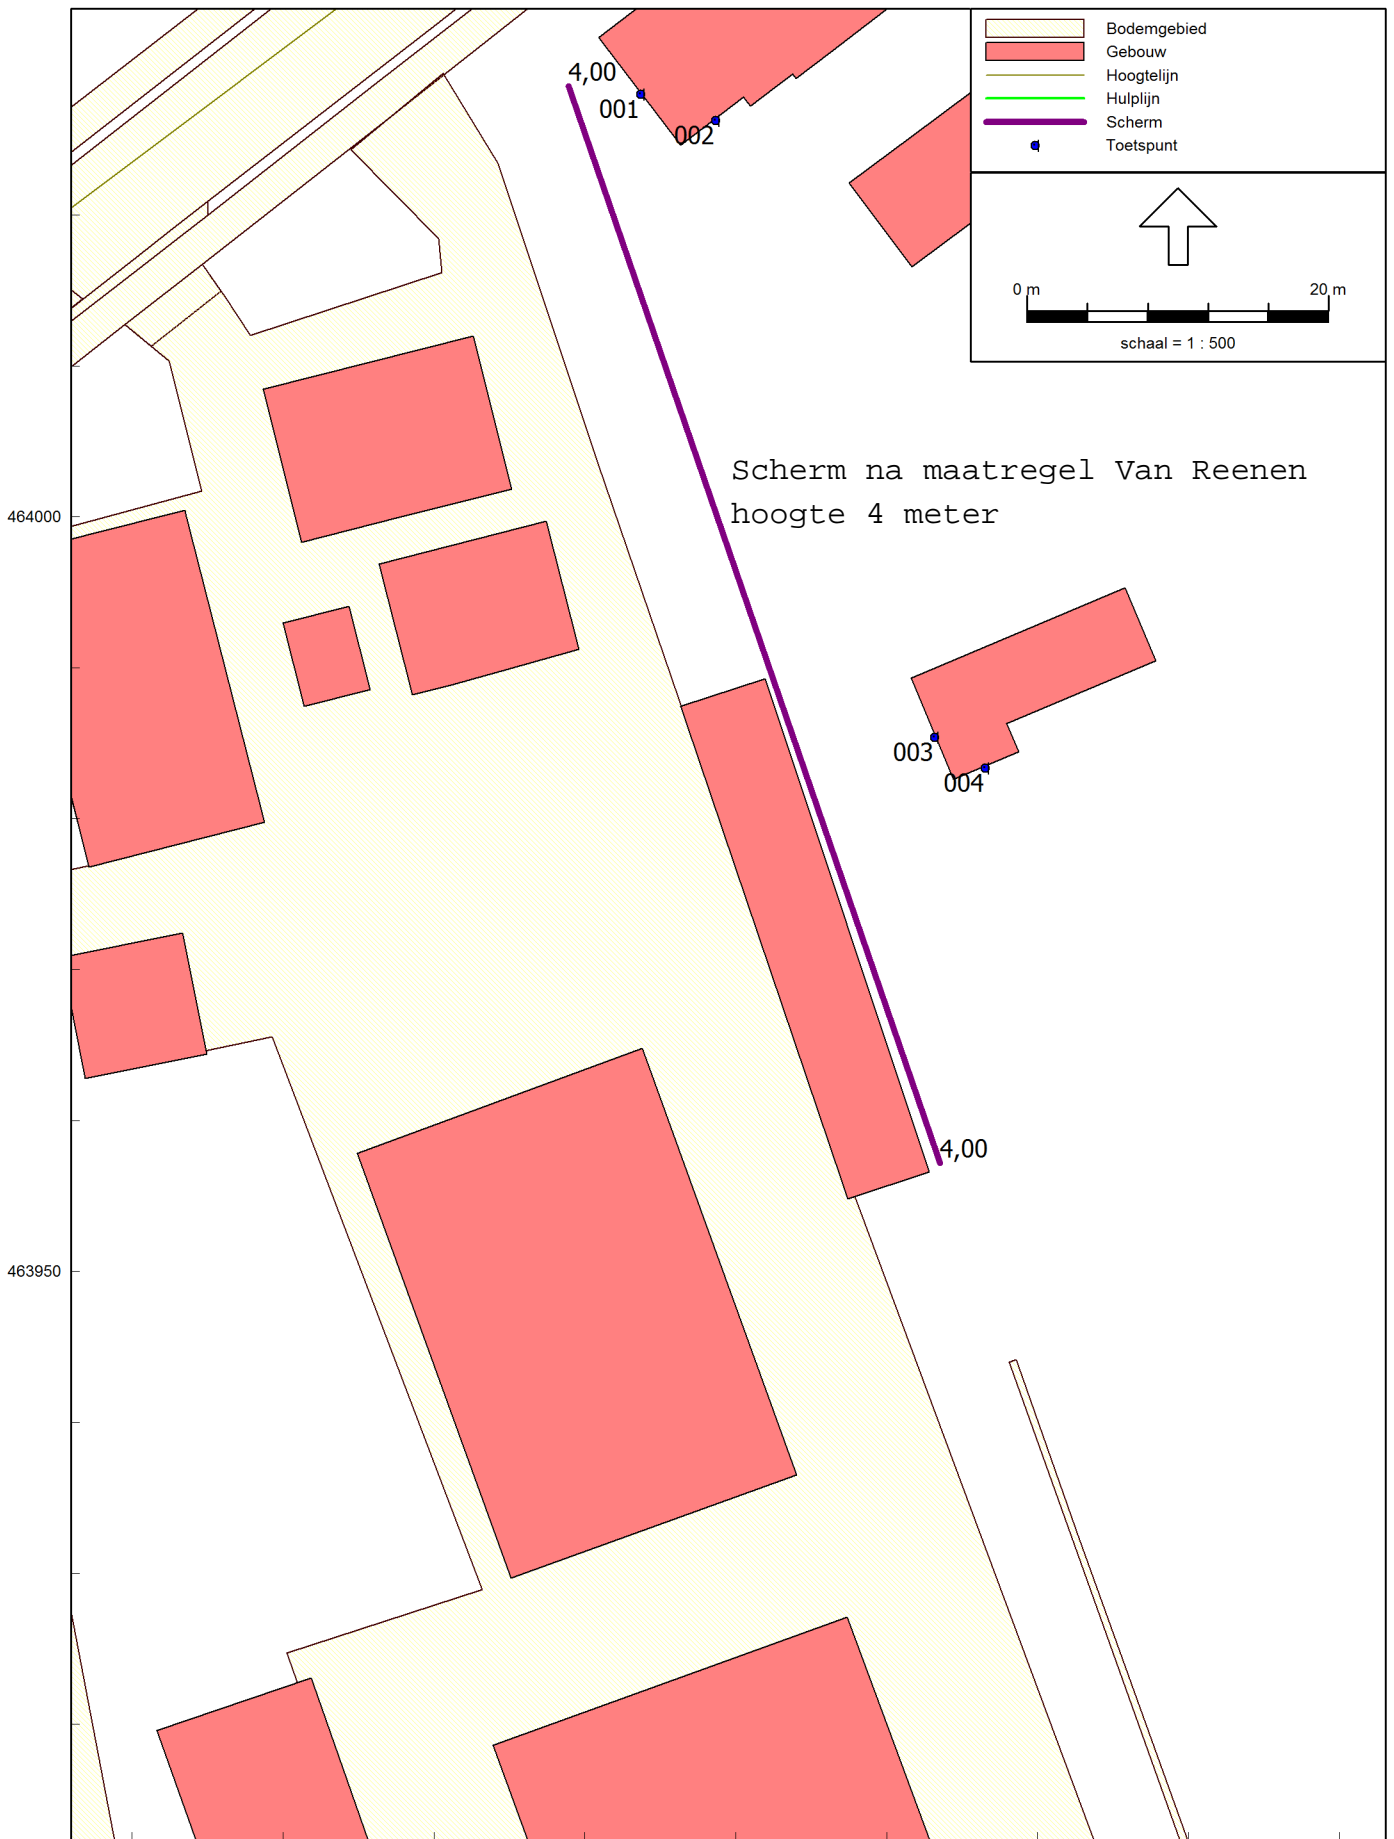 Bodemgebied
Gebouw
Hoogtelijn
Hulplijn
Scherm
Toetspunt
0 m 20 m
schaal = 1 : 500
4,00
001
002
Scherm na maatregel Van Reenen
hoogte 4 meter
464000
003
004
4,00
463950